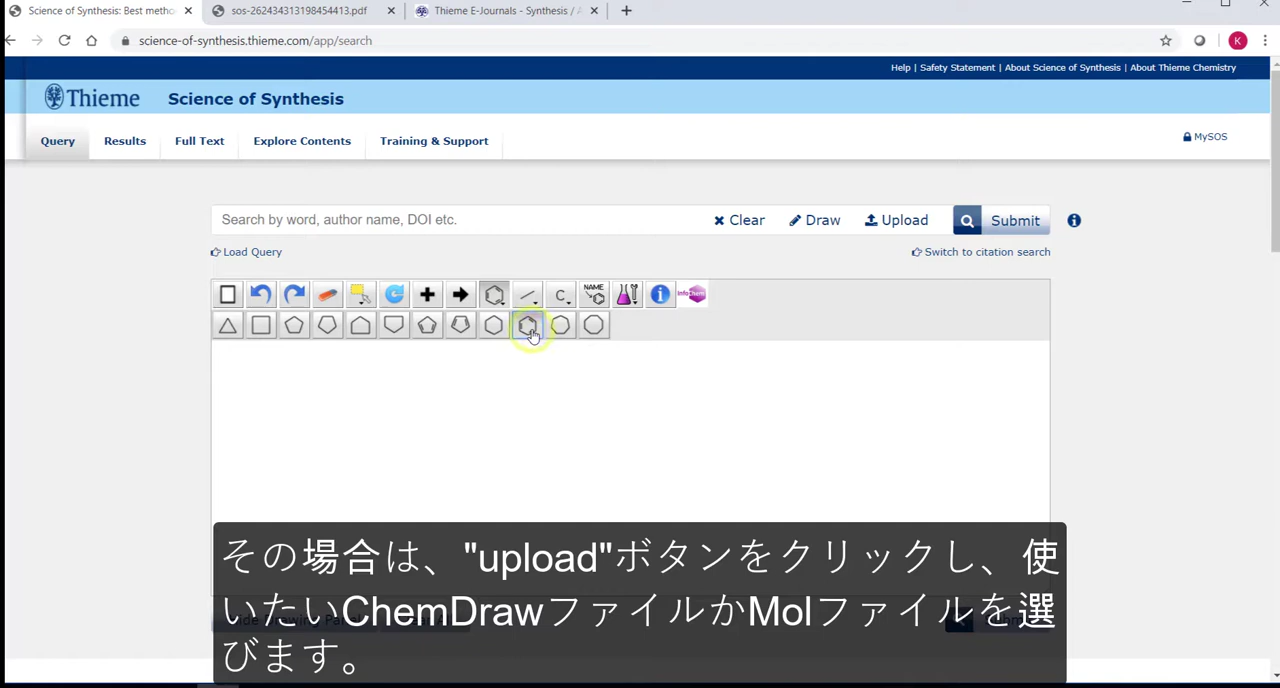 Science of Synthesis: Best metho
sos-262434313198454413.pdf
Thieme E-Journals - Synthesis / A
science-of-synthesis.thieme.com/app/search
K
Help | Safety Statement | About Science of Synthesis | About Thieme Chemistry
Thieme
Science of Synthesis
Query
Results
Full Text
Explore Contents
Training & Support
MySOS
Search by word, author name, DOI etc.
Clear
Draw
Upload
Submit
Load Query
Switch to citation search
C
NAME
InfoChem
その場合は、"upload"ボタンをクリックし、使
いたいChemDrawファイルかMolファイルを選
びます。